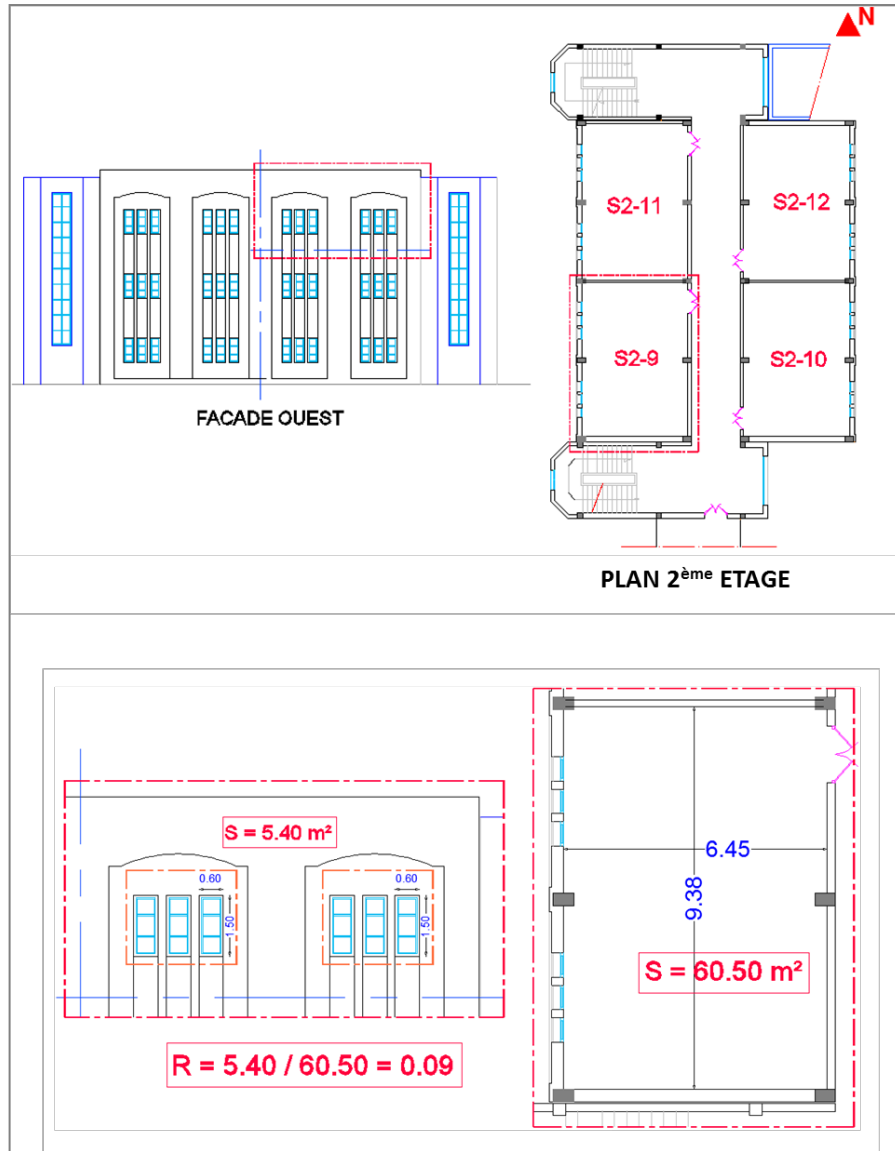 N
S2-11
S2-12
S2-9
S2-10
FACADE OUEST
PLAN 2ème ETAGE
S = 5.40 m²
0.60
0.60
1.50
1.50
6.45
9.38
S = 60.50 m²
R = 5.40 / 60.50 = 0.09